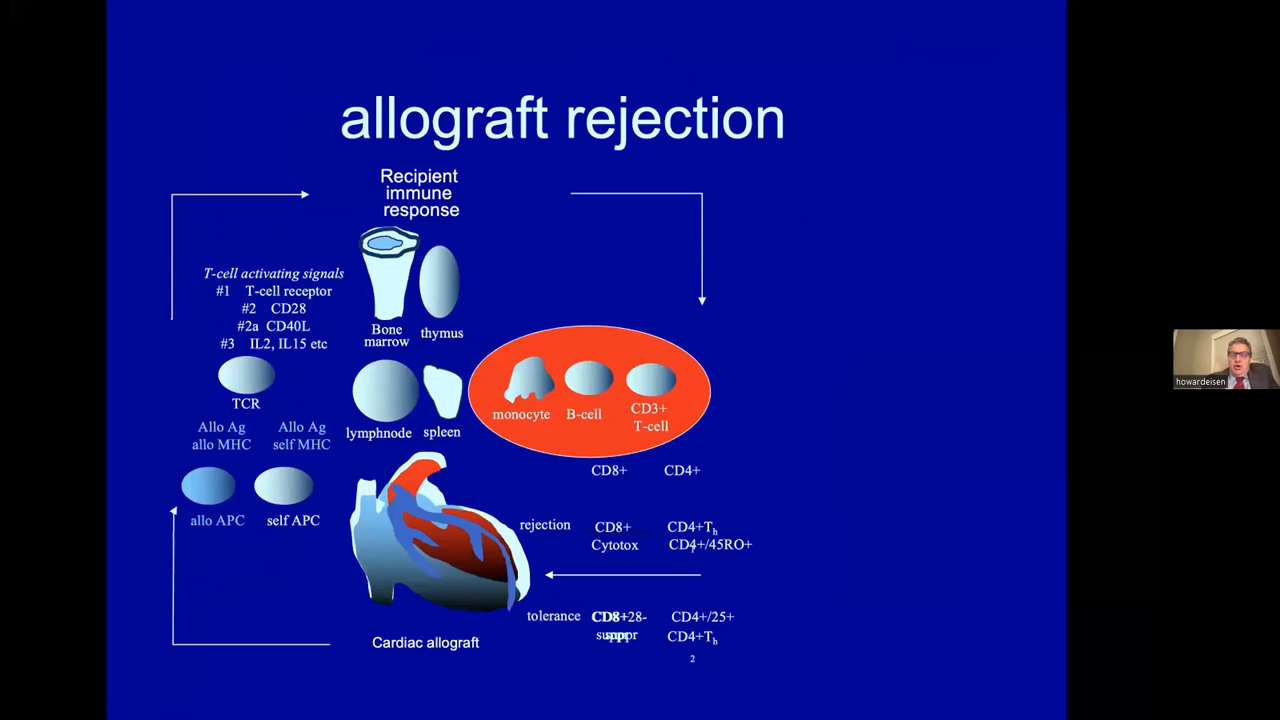 allograft rejection
Recipient
immune
response
T-cell activating signals
#1 T-cell receptor
#2 CD28
#2a CD40L
#3 IL2, IL15 etc
TCR
Allo Ag
allo MHC
Allo Ag
self MHC
allo APC
self APC
Bone
marrow
thymus
lymphnode
spleen
monocyte
B-cell
CD3+
T-cell
CD8+
CD4+
rejection
CD8+
Cytotox
CD4+Th
CD4+/45RO+
tolerance
CD8+28-
suppr
CD4+/25+
CD4+Th
2
Cardiac allograft
howardeisen